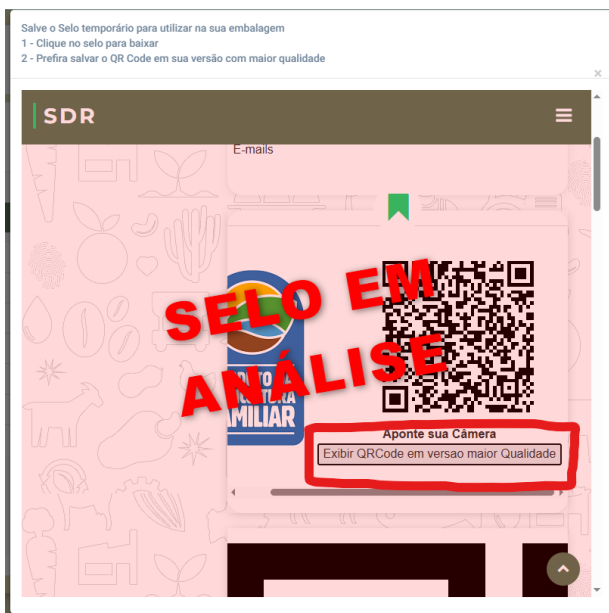 Salve o Selo temporário para utilizar na sua embalagem
1 - Clique no selo para baixar
2 - Prefira salvar o QR Code em sua versão com maior qualidade
×
SDR
E-mails
SELO EM
ANÁLISE
MILIAR
Aponte sua Câmera
Exibir QRCode em versao maior Qualidade